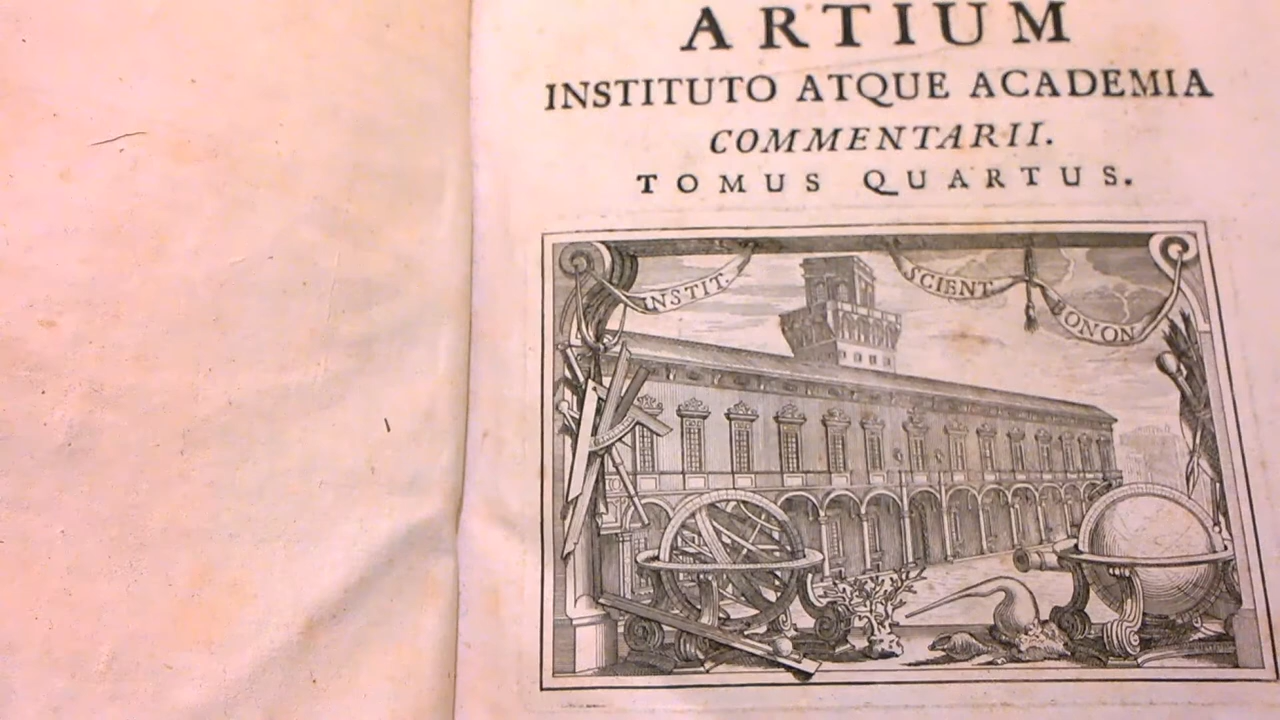 ARTIUM
INSTITUTO ATQUE ACADEMIA
COMMENTARII.
TOMUS QUARTUS.
INSTIT.
SCIENT
BONON